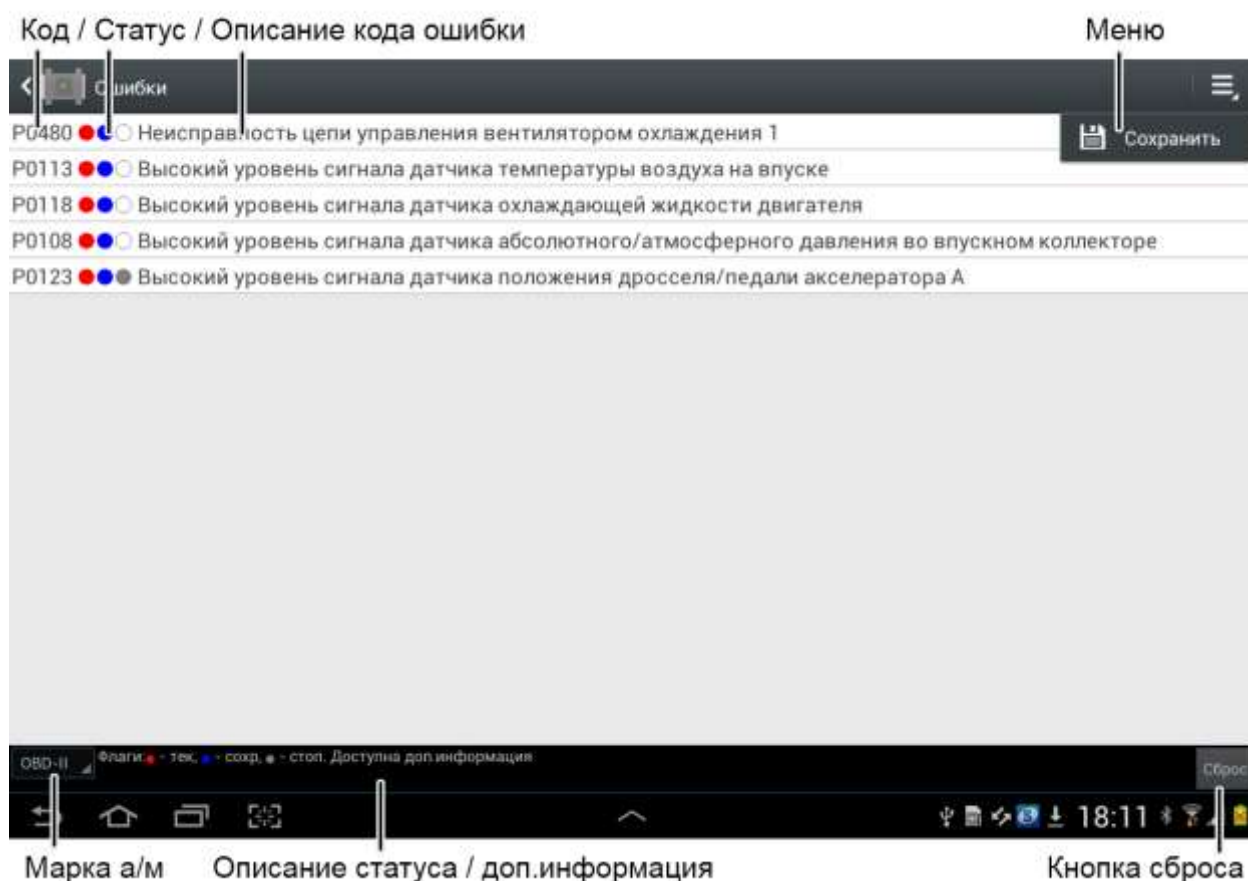 Код / Статус / Описание кода ошибки
Меню
Ошибки
P0480 Неисправность цепи управления вентилятором охлаждения 1
Сохранить
P0113 Высокий уровень сигнала датчика температуры воздуха на впуске
P0118 Высокий уровень сигнала датчика охлаждающей жидкости двигателя
P0108 Высокий уровень сигнала датчика абсолютного/атмосферного давления во впускном коллекторе
P0123 Высокий уровень сигнала датчика положения дросселя/педали акселератора А
OBD-II
Флаги: - тек, - сохр, - стоп. Доступна доп.информация
Сброс
18:11
Марка а/м
Описание статуса / доп.информация
Кнопка сброса